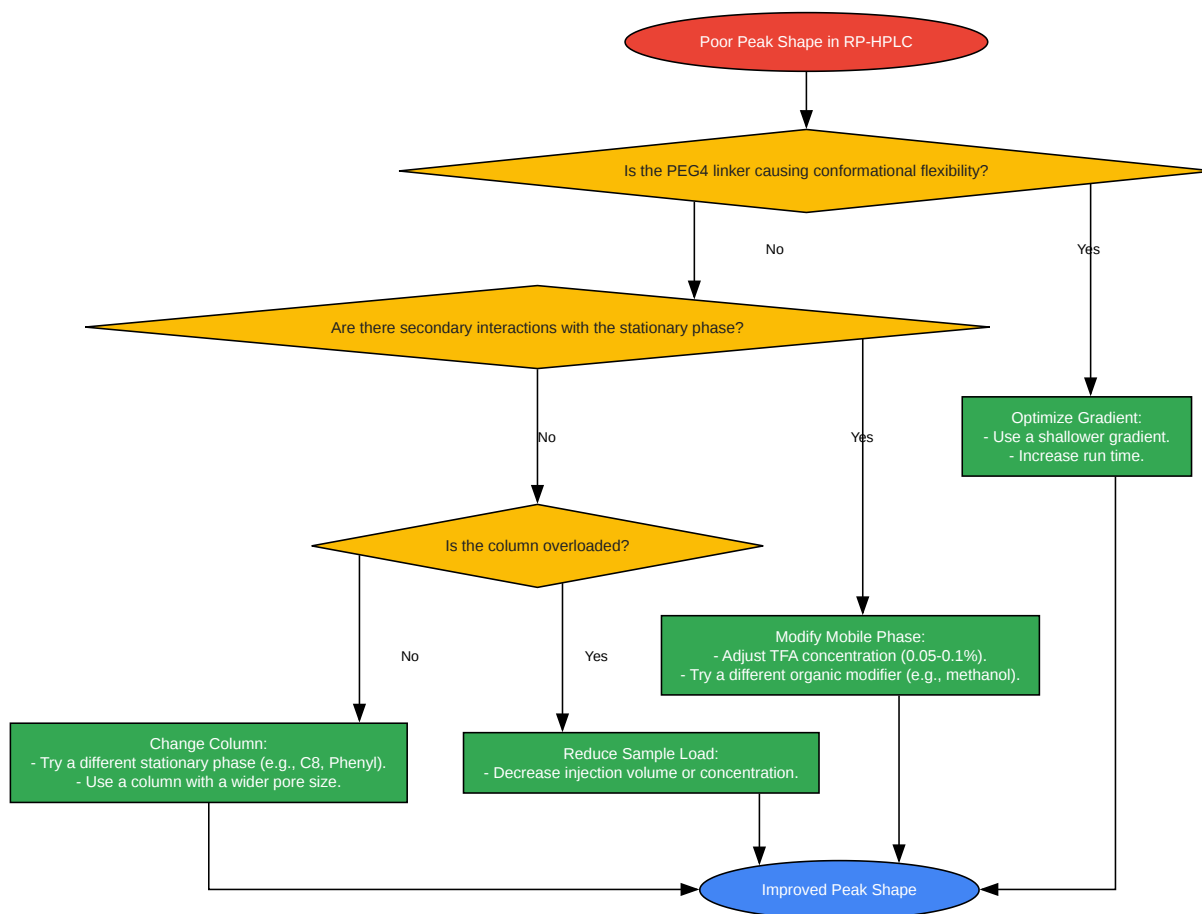 Poor Peak Shape in RP-HPLC
Is the PEG4 linker causing conformational flexibility?
No
Yes
Are there secondary interactions with the stationary phase?
Optimize Gradient:
- Use a shallower gradient.
- Increase run time.
No
Yes
Is the column overloaded?
Modify Mobile Phase:
- Adjust TFA concentration (0.05-0.1%).
- Try a different organic modifier (e.g., methanol).
No
Yes
Change Column:
- Try a different stationary phase (e.g., C8, Phenyl).
- Use a column with a wider pore size.
Reduce Sample Load:
- Decrease injection volume or concentration.
Improved Peak Shape